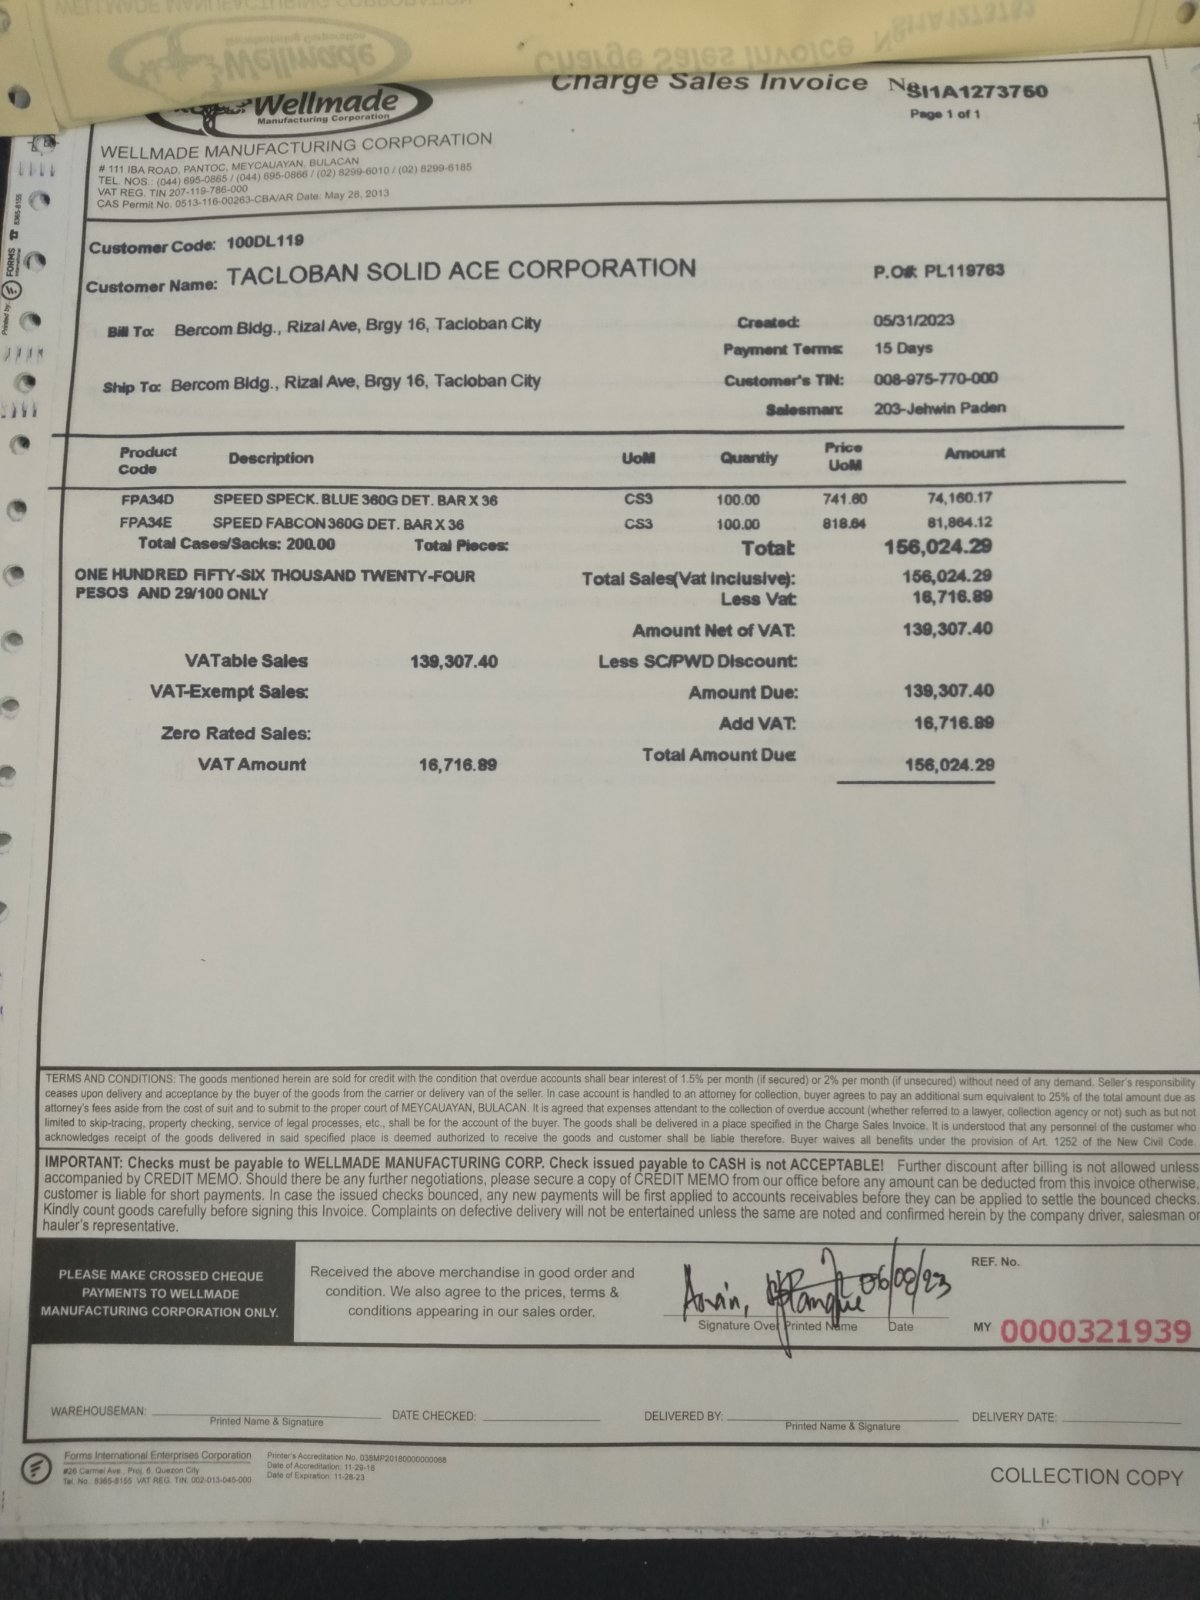 WELLMADE MANUFACTURING CORPORATION
Wellmade
Manufacturing Corporation
Charge Sales Invoice
Charge Sales Invoice № SI1A1273750
Page 1 of 1
Wellmade
Manufacturing Corporation
WELLMADE MANUFACTURING CORPORATION
# 111 IBA ROAD, PANTOC, MEYCAUAYAN, BULACAN
TEL. NOS.: (044) 695-0865 / (044) 695-0866 / (02) 8299-6010 / (02) 8299-6185
VAT REG. TIN 207-119-786-000
CAS Permit No. 0513-116-00263-CBA/AR Date: May 28, 2013
Printed by: FORMS International 8365-8155
Customer Code: 100DL119
Customer Name: TACLOBAN SOLID ACE CORPORATION P.O#: PL119763
Bill To: Bercom Bldg., Rizal Ave, Brgy 16, Tacloban City Created: 05/31/2023
Payment Terms: 15 Days
Ship To: Bercom Bldg., Rizal Ave, Brgy 16, Tacloban City Customer's TIN: 008-975-770-000
Salesman: 203-Jehwin Paden
Product Code Description UoM Quantity Price UoM Amount
FPA34D SPEED SPECK. BLUE 360G DET. BAR X 36 CS3 100.00 741.60 74,160.17
FPA34E SPEED FABCON 360G DET. BAR X 36 CS3 100.00 818.64 81,864.12
Total Cases/Sacks: 200.00 Total Pieces: Total: 156,024.29
ONE HUNDRED FIFTY-SIX THOUSAND TWENTY-FOUR Total Sales(Vat Inclusive): 156,024.29
PESOS AND 29/100 ONLY Less Vat: 16,716.89
Amount Net of VAT: 139,307.40
VATable Sales 139,307.40 Less SC/PWD Discount:
VAT-Exempt Sales: Amount Due: 139,307.40
Zero Rated Sales: Add VAT: 16,716.89
VAT Amount 16,716.89 Total Amount Due: 156,024.29
TERMS AND CONDITIONS: The goods mentioned herein are sold for credit with the condition that overdue accounts shall bear interest of 1.5% per month (if secured) or 2% per month (if unsecured) without need of any demand. Seller's responsibility
ceases upon delivery and acceptance by the buyer of the goods from the carrier or delivery van of the seller. In case account is handled to an attorney for collection, buyer agrees to pay an additional sum equivalent to 25% of the total amount due as
attorney's fees aside from the cost of suit and to submit to the proper court of MEYCAUAYAN, BULACAN. It is agreed that expenses attendant to the collection of overdue account (whether referred to a lawyer, collection agency or not) such as but not
limited to skip-tracing, property checking, service of legal processes, etc., shall be for the account of the buyer. The goods shall be delivered in a place specified in the Charge Sales Invoice. It is understood that any personnel of the customer who
acknowledges receipt of the goods delivered in said specified place is deemed authorized to receive the goods and customer shall be liable therefore. Buyer waives all benefits under the provision of Art. 1252 of the New Civil Code.
IMPORTANT: Checks must be payable to WELLMADE MANUFACTURING CORP. Check issued payable to CASH is not ACCEPTABLE! Further discount after billing is not allowed unless
accompanied by CREDIT MEMO. Should there be any further negotiations, please secure a copy of CREDIT MEMO from our office before any amount can be deducted from this invoice otherwise,
customer is liable for short payments. In case the issued checks bounced, any new payments will be first applied to accounts receivables before they can be applied to settle the bounced checks.
Kindly count goods carefully before signing this Invoice. Complaints on defective delivery will not be entertained unless the same are noted and confirmed herein by the company driver, salesman or
hauler's representative.
PLEASE MAKE CROSSED CHEQUE
PAYMENTS TO WELLMADE
MANUFACTURING CORPORATION ONLY.
Received the above merchandise in good order and
condition. We also agree to the prices, terms &
conditions appearing in our sales order.
Signature Over Printed Name Date
REF. No.
MY 0000321939
WAREHOUSEMAN: DATE CHECKED: DELIVERED BY: DELIVERY DATE:
Printed Name & Signature Printed Name & Signature
Forms International Enterprises Corporation
#26 Carmel Ave., Proj. 6, Quezon City
Tel. No. 8365-8155 VAT REG. TIN. 002-013-045-000
Printer's Accreditation No. 038MP20180000000068
Date of Accreditation: 11-29-18
Date of Expiration: 11-28-23
COLLECTION COPY